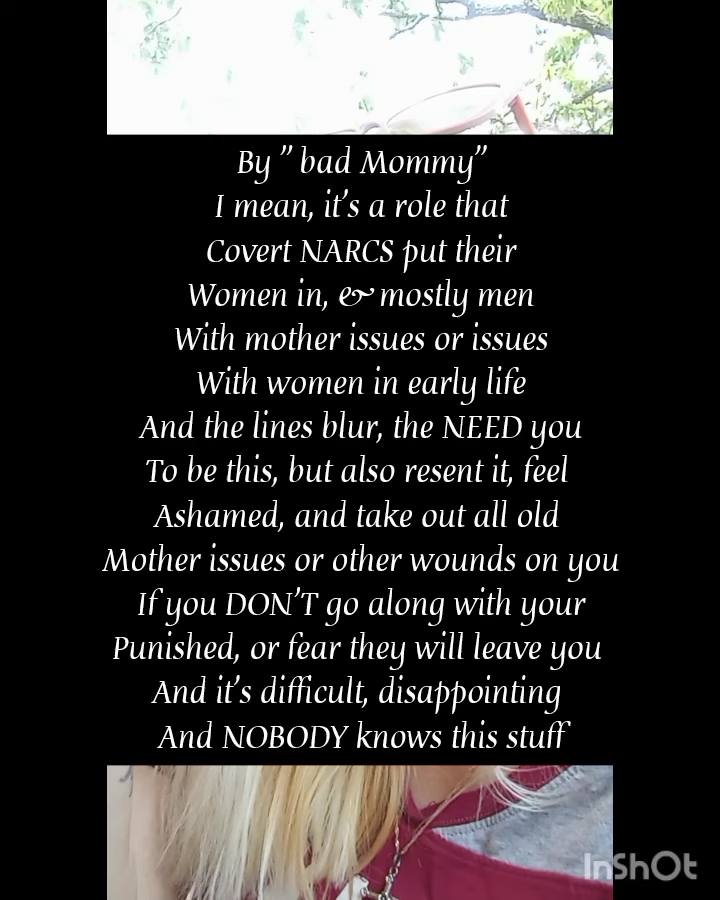 By " bad Mommy"
I mean, it's a role that
Covert NARCS put their
Women in, & mostly men
With mother issues or issues
With women in early life
And the lines blur, the NEED you
To be this, but also resent it, feel
Ashamed, and take out all old
Mother issues or other wounds on you
If you DON'T go along with your
Punished, or fear they will leave you
And it's difficult, disappointing
And NOBODY knows this stuff
InShOt